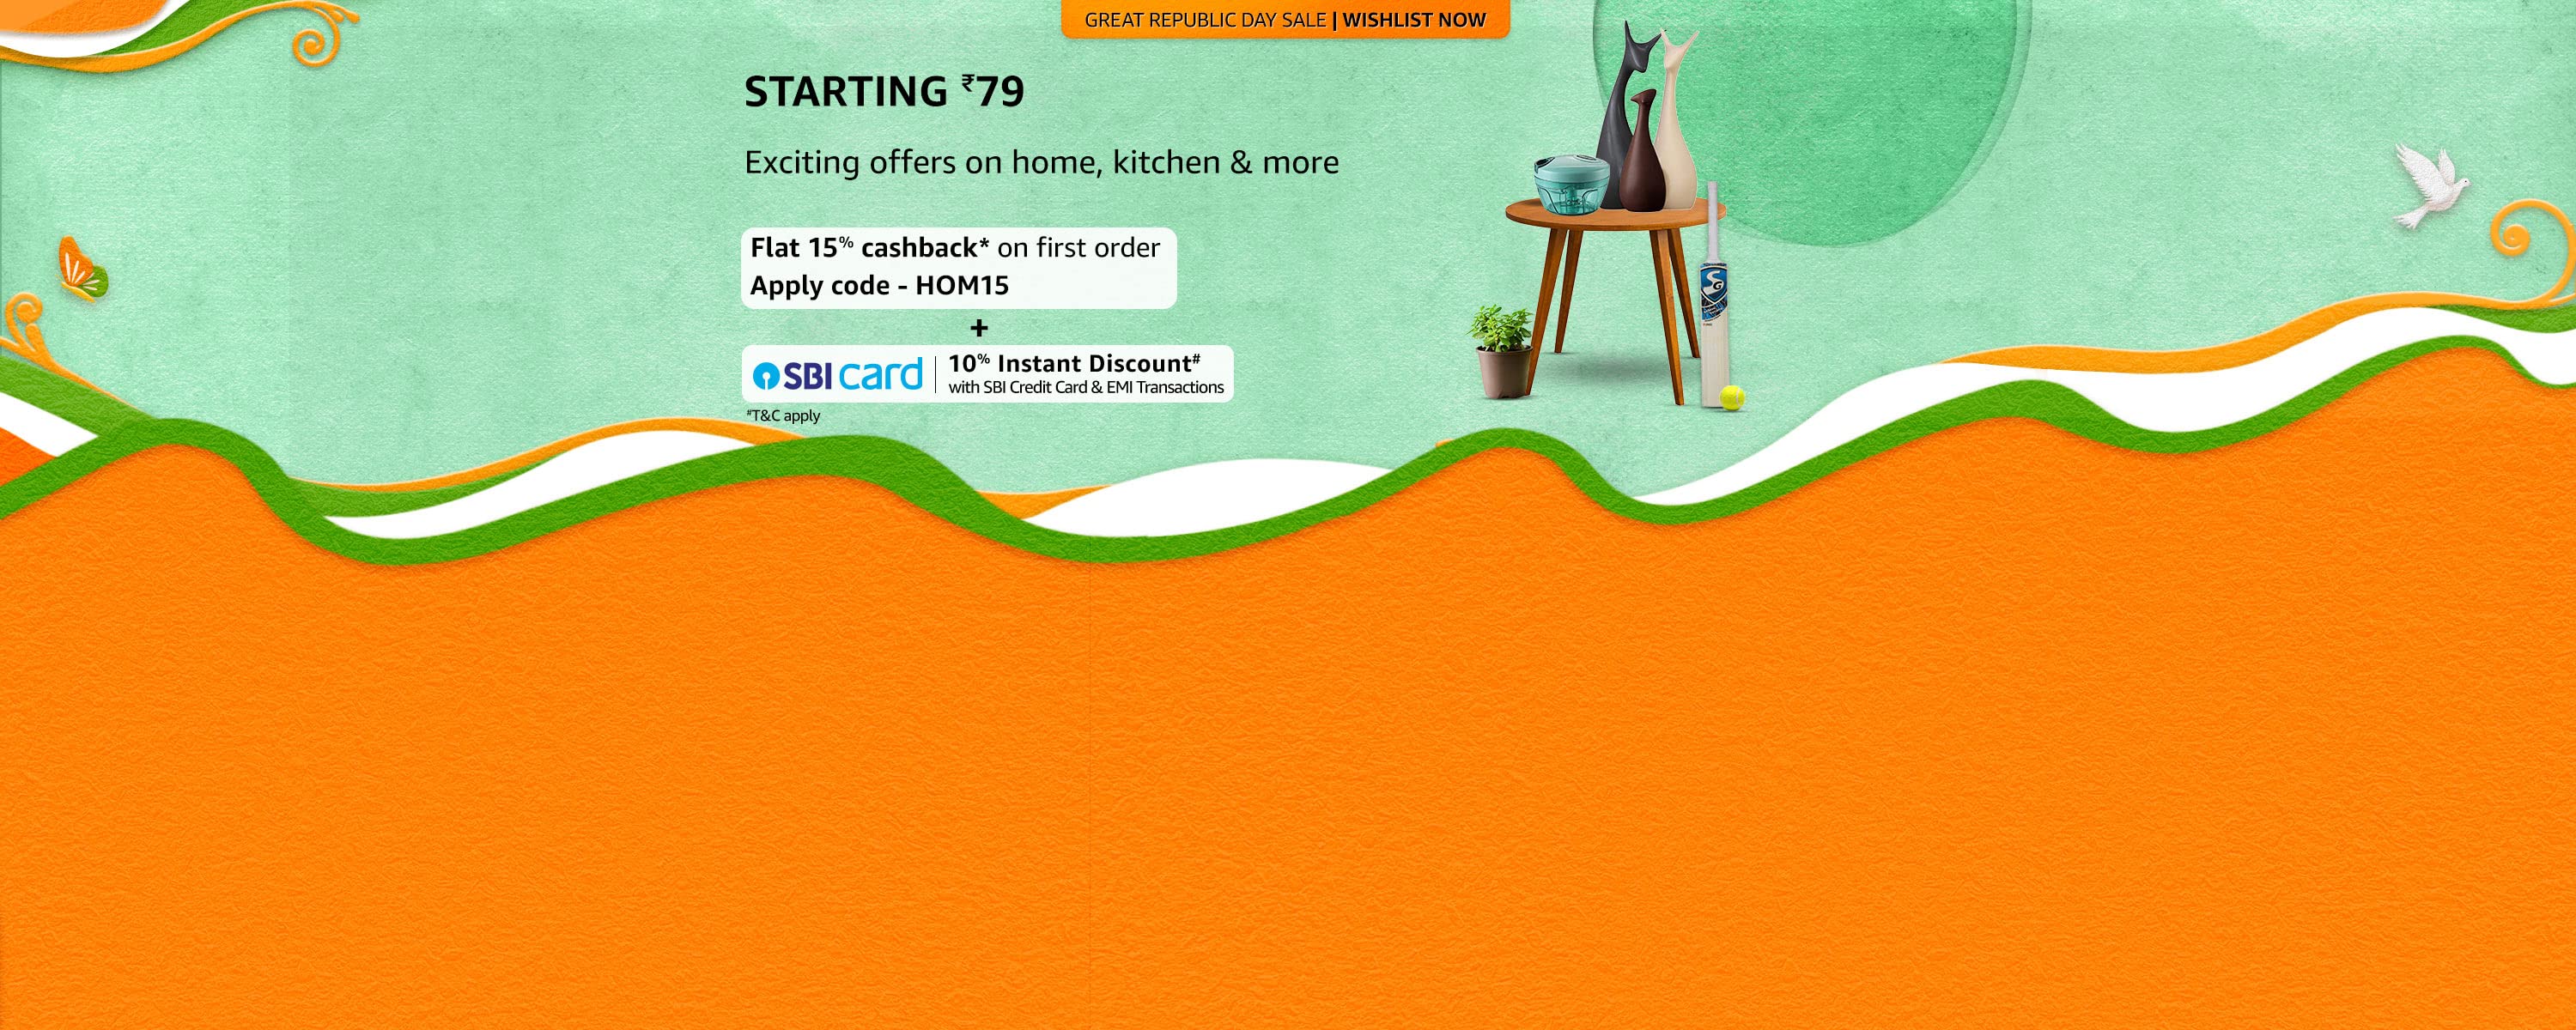 GREAT REPUBLIC DAY SALE | WISHLIST NOW
STARTING ₹79
Exciting offers on home, kitchen & more
Flat 15% cashback* on first order
Apply code - HOM15
+
SBI card | 10% Instant Discount#
with SBI Credit Card & EMI Transactions
#T&C apply
SG